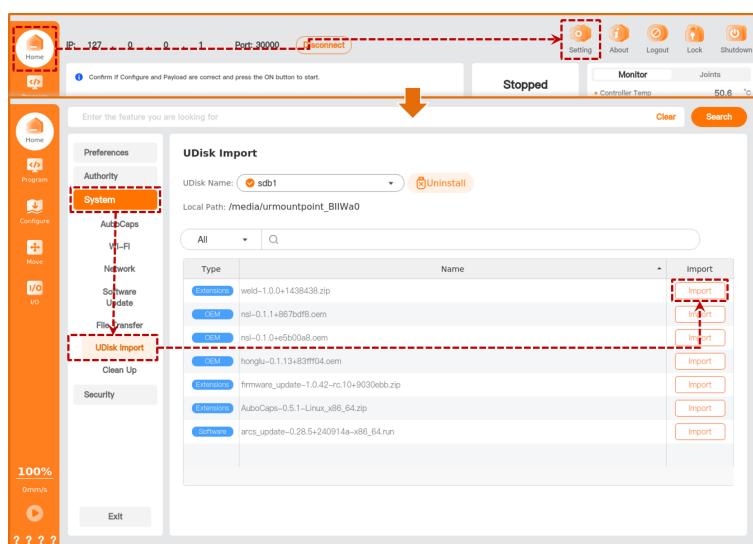 IP: 127 . 0 . 0 . 1 Port: 30000 Disconnect
Home
Setting About Logout Lock Shutdown
Confirm if Configure and Payload are correct and press the ON button to start.
Stopped
Monitor Joints
Controller Temp 50.6 °C
Enter the feature you are looking for Clear Search
Home
Program
Configure
Move
I/O
I/O
100%
0mm/s
? ? ? ?
Preferences
Authority
System
AuboCaps
Wi-Fi
Network
Software
Update
File Transfer
UDisk Import
Clean Up
Security
Exit
UDisk Import
UDisk Name: sdb1 Uninstall
Local Path: /media/urmountpoint_BIIWa0
All
Type Name Import
Extensions weld-1.0.0+1438438.zip Import
OEM nsl-0.1.1+867bdf8.oem Import
OEM nsl-0.1.0+e5b00a8.oem Import
OEM honglu-0.1.13+83fff04.oem Import
Extensions firmware_update-1.0.42-rc.10+9030ebb.zip Import
Extensions AuboCaps-0.5.1-Linux_x86_64.zip Import
Software arcs_update-0.28.5+240914a-x86_64.run Import